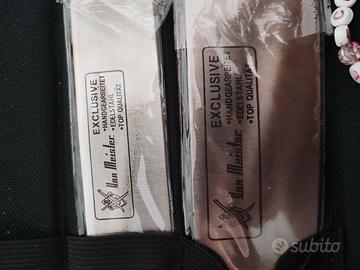 EXCLUSIVE
•HANDGEARBEITET
•EDELSTAHL
•TOP QUALITÄT
Von Meister
EXCLUSIVE
•HANDGEARBEITET
•EDELSTAHL
•TOP QUALITÄT
Von Meister
subito